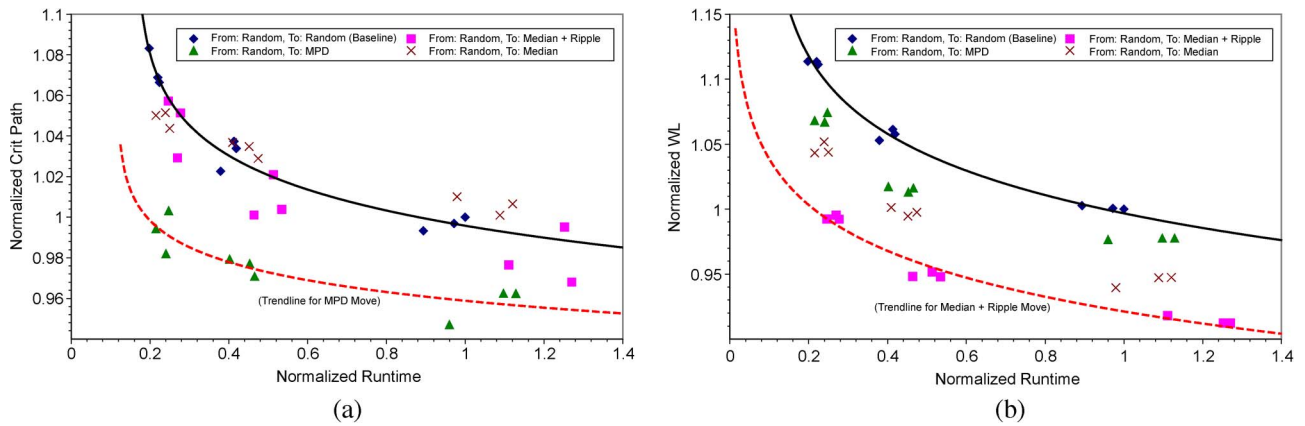 1.1
1.08
1.06
1.04
1.02
1
0.98
0.96
Normalized Crit Path
From: Random, To: Random (Baseline)
From: Random, To: Median + Ripple
From: Random, To: MPD
From: Random, To: Median
(Trendline for MPD Move)
0 0.2 0.4 0.6 0.8 1 1.2 1.4
Normalized Runtime
(a)
1.15
1.1
1.05
1
0.95
0.9
Normalized WL
From: Random, To: Random (Baseline)
From: Random, To: Median + Ripple
From: Random, To: MPD
From: Random, To: Median
(Trendline for Median + Ripple Move)
0 0.2 0.4 0.6 0.8 1 1.2 1.4
Normalized Runtime
(b)